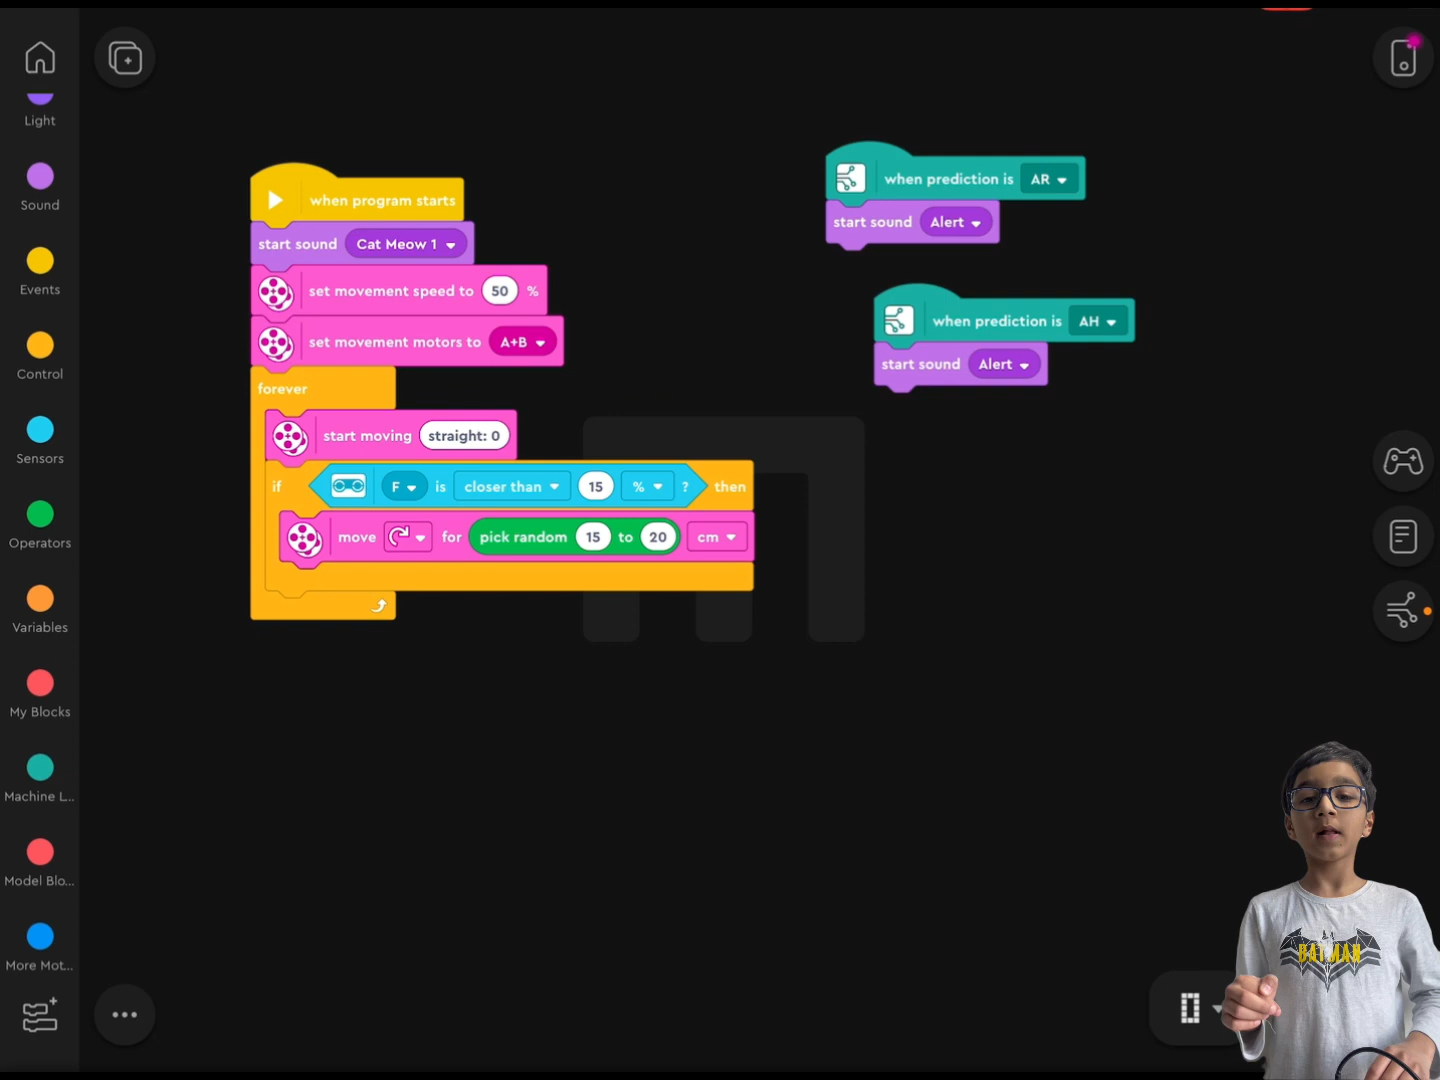 Light
Sound
Events
Control
Sensors
Operators
Variables
My Blocks
Machine L...
Model Blo...
More Mot...
when program starts
start sound Cat Meow 1
set movement speed to 50 %
set movement motors to A+B
forever
start moving straight: 0
if F is closer than 15 % ? then
move for pick random 15 to 20 cm
when prediction is AR
start sound Alert
when prediction is AH
start sound Alert
BATMAN